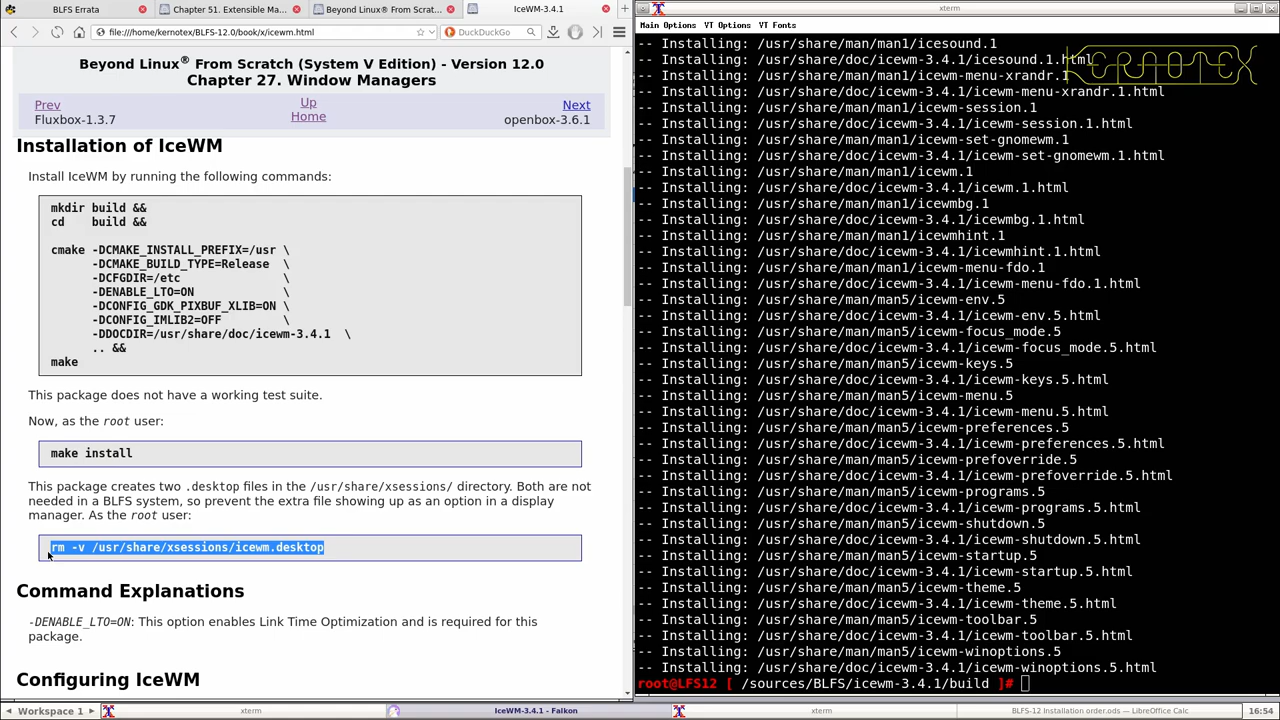 BLFS Errata
Chapter 51. Extensible Ma...
Beyond Linux® From Scrat...
IceWM-3.4.1
file:///home/kernotex/BLFS-12.0/book/x/icewm.html
DuckDuckGo
Beyond Linux® From Scratch (System V Edition) - Version 12.0
Chapter 27. Window Managers
Prev
Up
Next
Fluxbox-1.3.7
Home
openbox-3.6.1
Installation of IceWM
Install IceWM by running the following commands:
mkdir build &&
cd    build &&
cmake -DCMAKE_INSTALL_PREFIX=/usr \
-DCMAKE_BUILD_TYPE=Release  \
-DCFGDIR=/etc               \
-DENABLE_LTO=ON             \
-DCONFIG_GDK_PIXBUF_XLIB=ON \
-DCONFIG_IMLIB2=OFF         \
-DDOCDIR=/usr/share/doc/icewm-3.4.1  \
.. &&
make
This package does not have a working test suite.
Now, as the root user:
make install
This package creates two .desktop files in the /usr/share/xsessions/ directory. Both are not
needed in a BLFS system, so prevent the extra file showing up as an option in a display
manager. As the root user:
rm -v /usr/share/xsessions/icewm.desktop
Command Explanations
-DENABLE_LTO=ON: This option enables Link Time Optimization and is required for this
package.
Configuring IceWM
xterm
Main Options  VT Options  VT Fonts
KERNOTEX
-- Installing: /usr/share/man/man1/icesound.1
-- Installing: /usr/share/doc/icewm-3.4.1/icesound.1.html
-- Installing: /usr/share/man/man1/icewm-menu-xrandr.1
-- Installing: /usr/share/doc/icewm-3.4.1/icewm-menu-xrandr.1.html
-- Installing: /usr/share/man/man1/icewm-session.1
-- Installing: /usr/share/doc/icewm-3.4.1/icewm-session.1.html
-- Installing: /usr/share/man/man1/icewm-set-gnomewm.1
-- Installing: /usr/share/doc/icewm-3.4.1/icewm-set-gnomewm.1.html
-- Installing: /usr/share/man/man1/icewm.1
-- Installing: /usr/share/doc/icewm-3.4.1/icewm.1.html
-- Installing: /usr/share/man/man1/icewmbg.1
-- Installing: /usr/share/doc/icewm-3.4.1/icewmbg.1.html
-- Installing: /usr/share/man/man1/icewmhint.1
-- Installing: /usr/share/doc/icewm-3.4.1/icewmhint.1.html
-- Installing: /usr/share/man/man1/icewm-menu-fdo.1
-- Installing: /usr/share/doc/icewm-3.4.1/icewm-menu-fdo.1.html
-- Installing: /usr/share/man/man5/icewm-env.5
-- Installing: /usr/share/doc/icewm-3.4.1/icewm-env.5.html
-- Installing: /usr/share/man/man5/icewm-focus_mode.5
-- Installing: /usr/share/doc/icewm-3.4.1/icewm-focus_mode.5.html
-- Installing: /usr/share/man/man5/icewm-keys.5
-- Installing: /usr/share/doc/icewm-3.4.1/icewm-keys.5.html
-- Installing: /usr/share/man/man5/icewm-menu.5
-- Installing: /usr/share/doc/icewm-3.4.1/icewm-menu.5.html
-- Installing: /usr/share/man/man5/icewm-preferences.5
-- Installing: /usr/share/doc/icewm-3.4.1/icewm-preferences.5.html
-- Installing: /usr/share/man/man5/icewm-prefoverride.5
-- Installing: /usr/share/doc/icewm-3.4.1/icewm-prefoverride.5.html
-- Installing: /usr/share/man/man5/icewm-programs.5
-- Installing: /usr/share/doc/icewm-3.4.1/icewm-programs.5.html
-- Installing: /usr/share/man/man5/icewm-shutdown.5
-- Installing: /usr/share/doc/icewm-3.4.1/icewm-shutdown.5.html
-- Installing: /usr/share/man/man5/icewm-startup.5
-- Installing: /usr/share/doc/icewm-3.4.1/icewm-startup.5.html
-- Installing: /usr/share/man/man5/icewm-theme.5
-- Installing: /usr/share/doc/icewm-3.4.1/icewm-theme.5.html
-- Installing: /usr/share/man/man5/icewm-toolbar.5
-- Installing: /usr/share/doc/icewm-3.4.1/icewm-toolbar.5.html
-- Installing: /usr/share/man/man5/icewm-winoptions.5
-- Installing: /usr/share/doc/icewm-3.4.1/icewm-winoptions.5.html
root@LFS12 [ /sources/BLFS/icewm-3.4.1/build ]#
Workspace 1
xterm
IceWM-3.4.1 - Falkon
xterm
BLFS-12 Installation order.ods — LibreOffice Calc
16:54